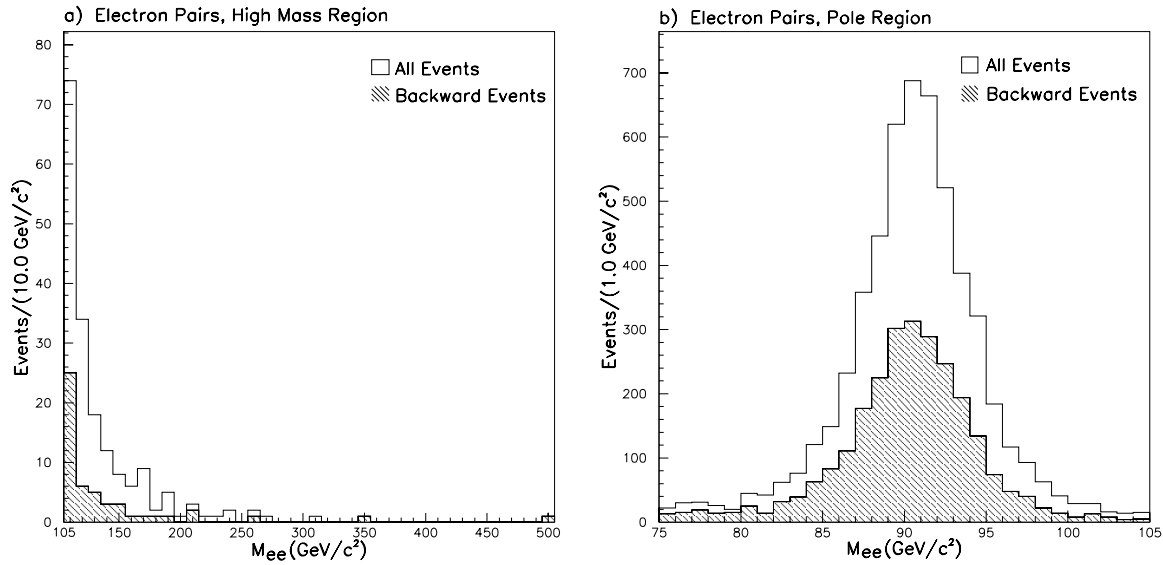 a) Electron Pairs, High Mass Region
All Events
Backward Events
Events/(10.0 GeV/c²)
80
70
60
50
40
30
20
10
0
105 150 200 250 300 350 400 450 500
Mee(GeV/c²)
b) Electron Pairs, Pole Region
All Events
Backward Events
Events/(1.0 GeV/c²)
700
600
500
400
300
200
100
0
75 80 85 90 95 100 105
Mee(GeV/c²)